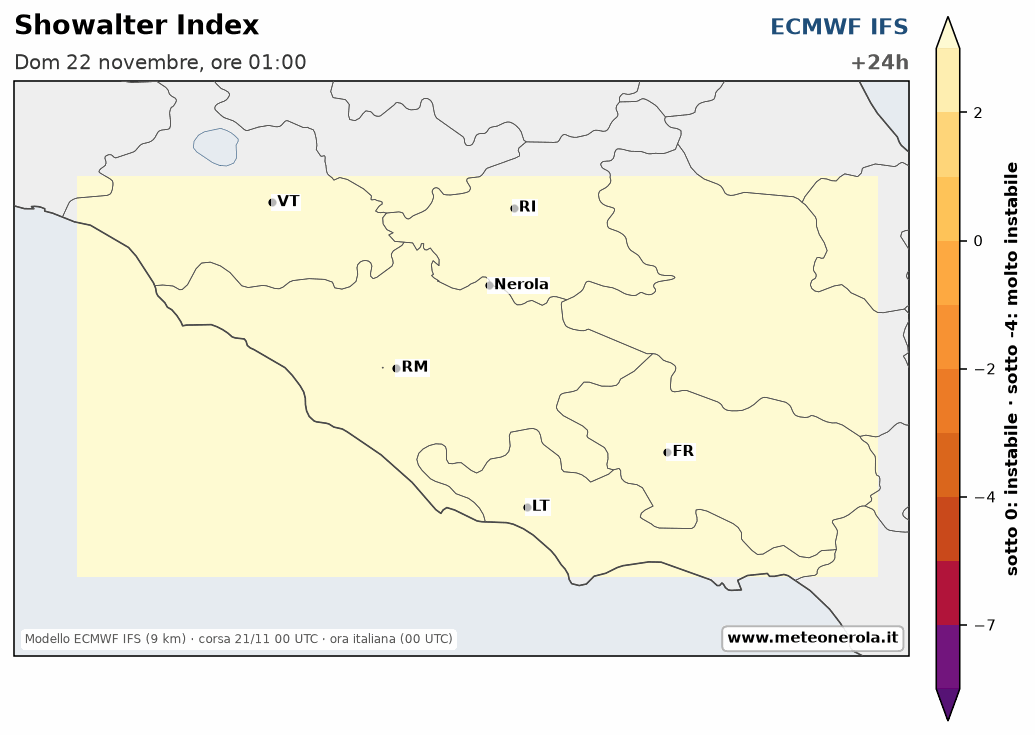 Showalter Index
ECMWF IFS
Dom 22 novembre, ore 01:00
+24h
VT
RI
Nerola
RM
FR
LT
2
0
−2
−4
−7
sotto 0: instabile · sotto -4: molto instabile
Modello ECMWF IFS (9 km) · corsa 21/11 00 UTC · ora italiana (00 UTC)
www.meteonerola.it